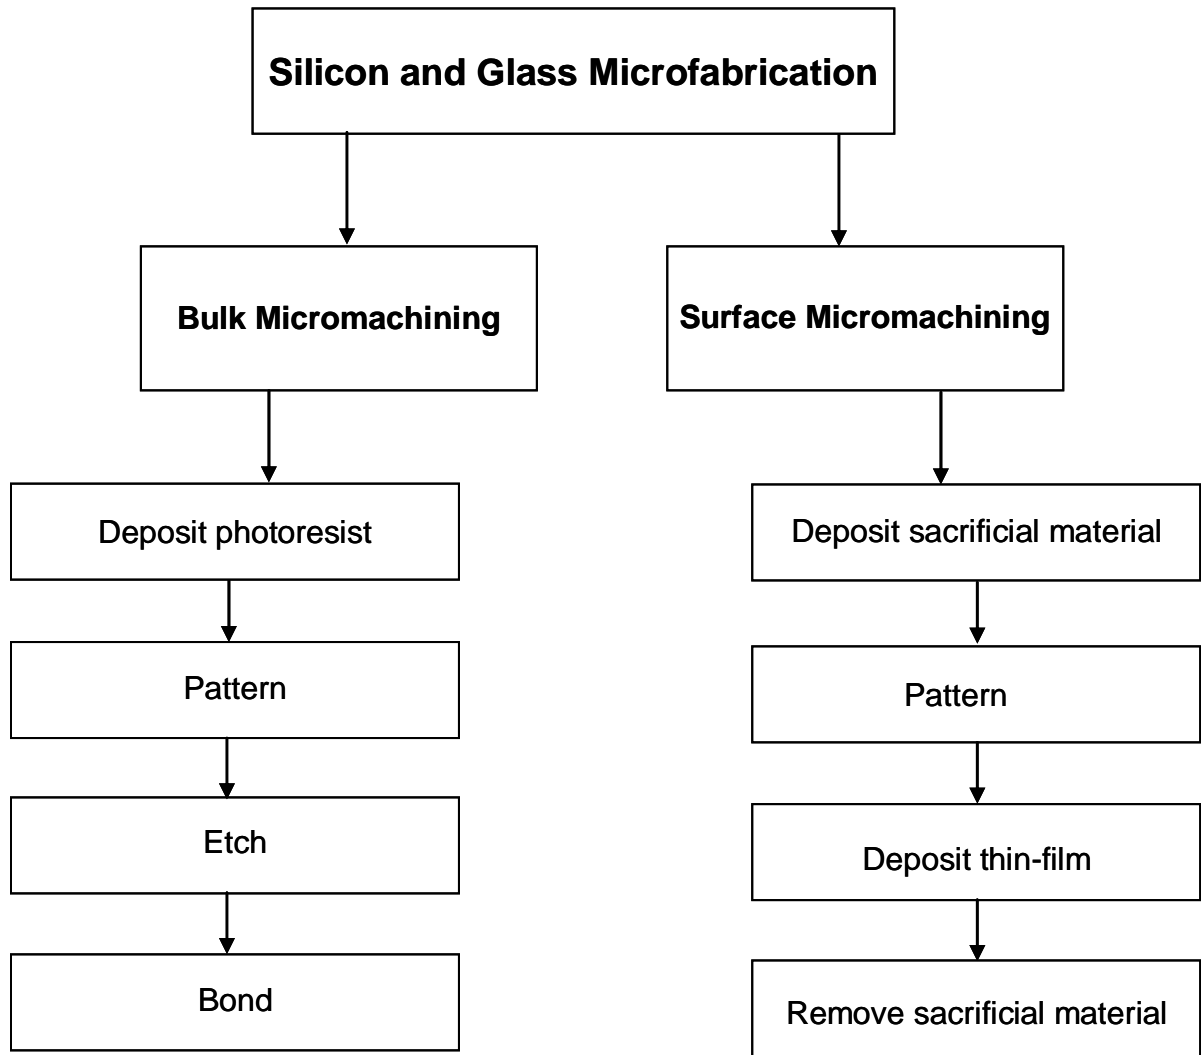 Silicon and Glass Microfabrication
Bulk Micromachining
Surface Micromachining
Deposit photoresist
Deposit sacrificial material
Pattern
Pattern
Etch
Deposit thin-film
Bond
Remove sacrificial material